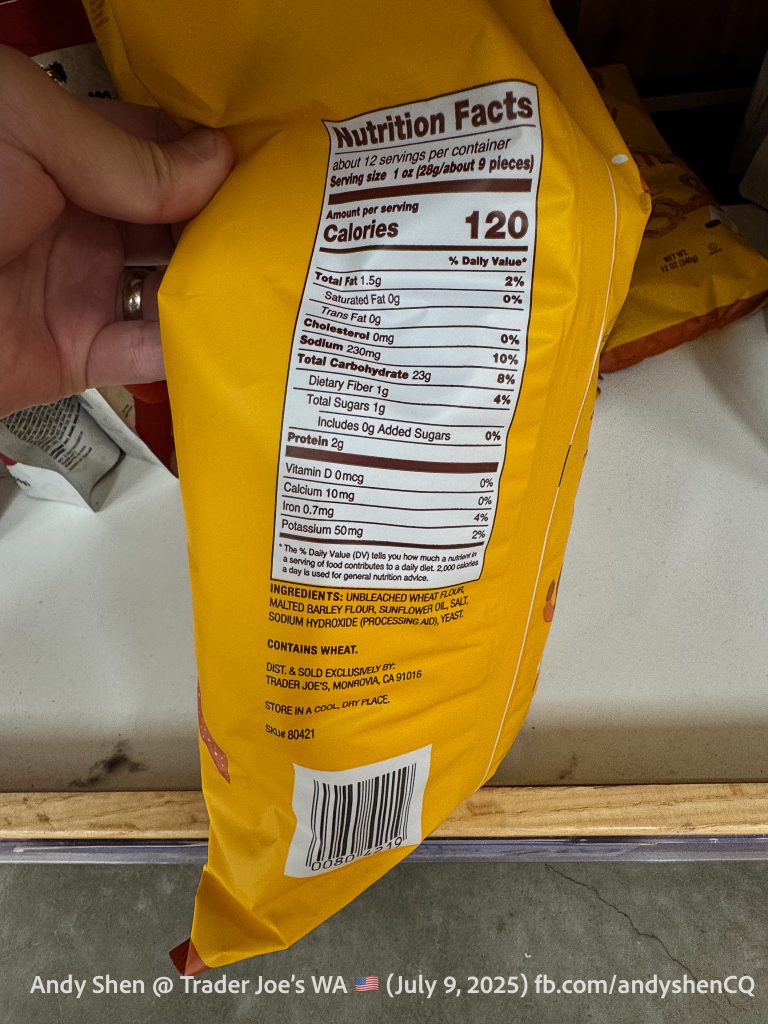 Nutrition Facts
about 12 servings per container
Serving size 1 oz (28g/about 9 pieces)
Amount per serving
Calories 120
% Daily Value*
Total Fat 1.5g 2%
Saturated Fat 0g 0%
Trans Fat 0g
Cholesterol 0mg 0%
Sodium 230mg 10%
Total Carbohydrate 23g 8%
Dietary Fiber 1g 4%
Total Sugars 1g
Includes 0g Added Sugars 0%
Protein 2g
Vitamin D 0mcg 0%
Calcium 10mg 0%
Iron 0.7mg 4%
Potassium 50mg 2%
* The % Daily Value (DV) tells you how much a nutrient in
a serving of food contributes to a daily diet. 2,000 calories
a day is used for general nutrition advice.
INGREDIENTS: UNBLEACHED WHEAT FLOUR,
MALTED BARLEY FLOUR, SUNFLOWER OIL, SALT,
SODIUM HYDROXIDE (PROCESSING AID), YEAST.
CONTAINS WHEAT.
DIST. & SOLD EXCLUSIVELY BY:
TRADER JOE'S, MONROVIA, CA 91016
STORE IN A COOL, DRY PLACE.
SKU# 80421
NET WT.
12 OZ (340g)
Andy Shen @ Trader Joe's WA 🇺🇸 (July 9, 2025) fb.com/andyshenCQ